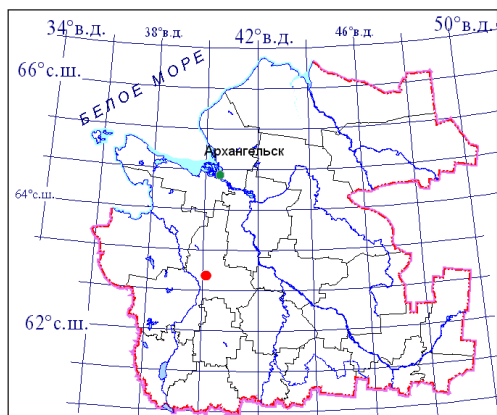 34°в.д.
38°в.д.
42°в.д.
46°в.д.
50°в.д.
66°с.ш.
БЕЛОЕ МОРЕ
Архангельск
64°с.ш.
62°с.ш.